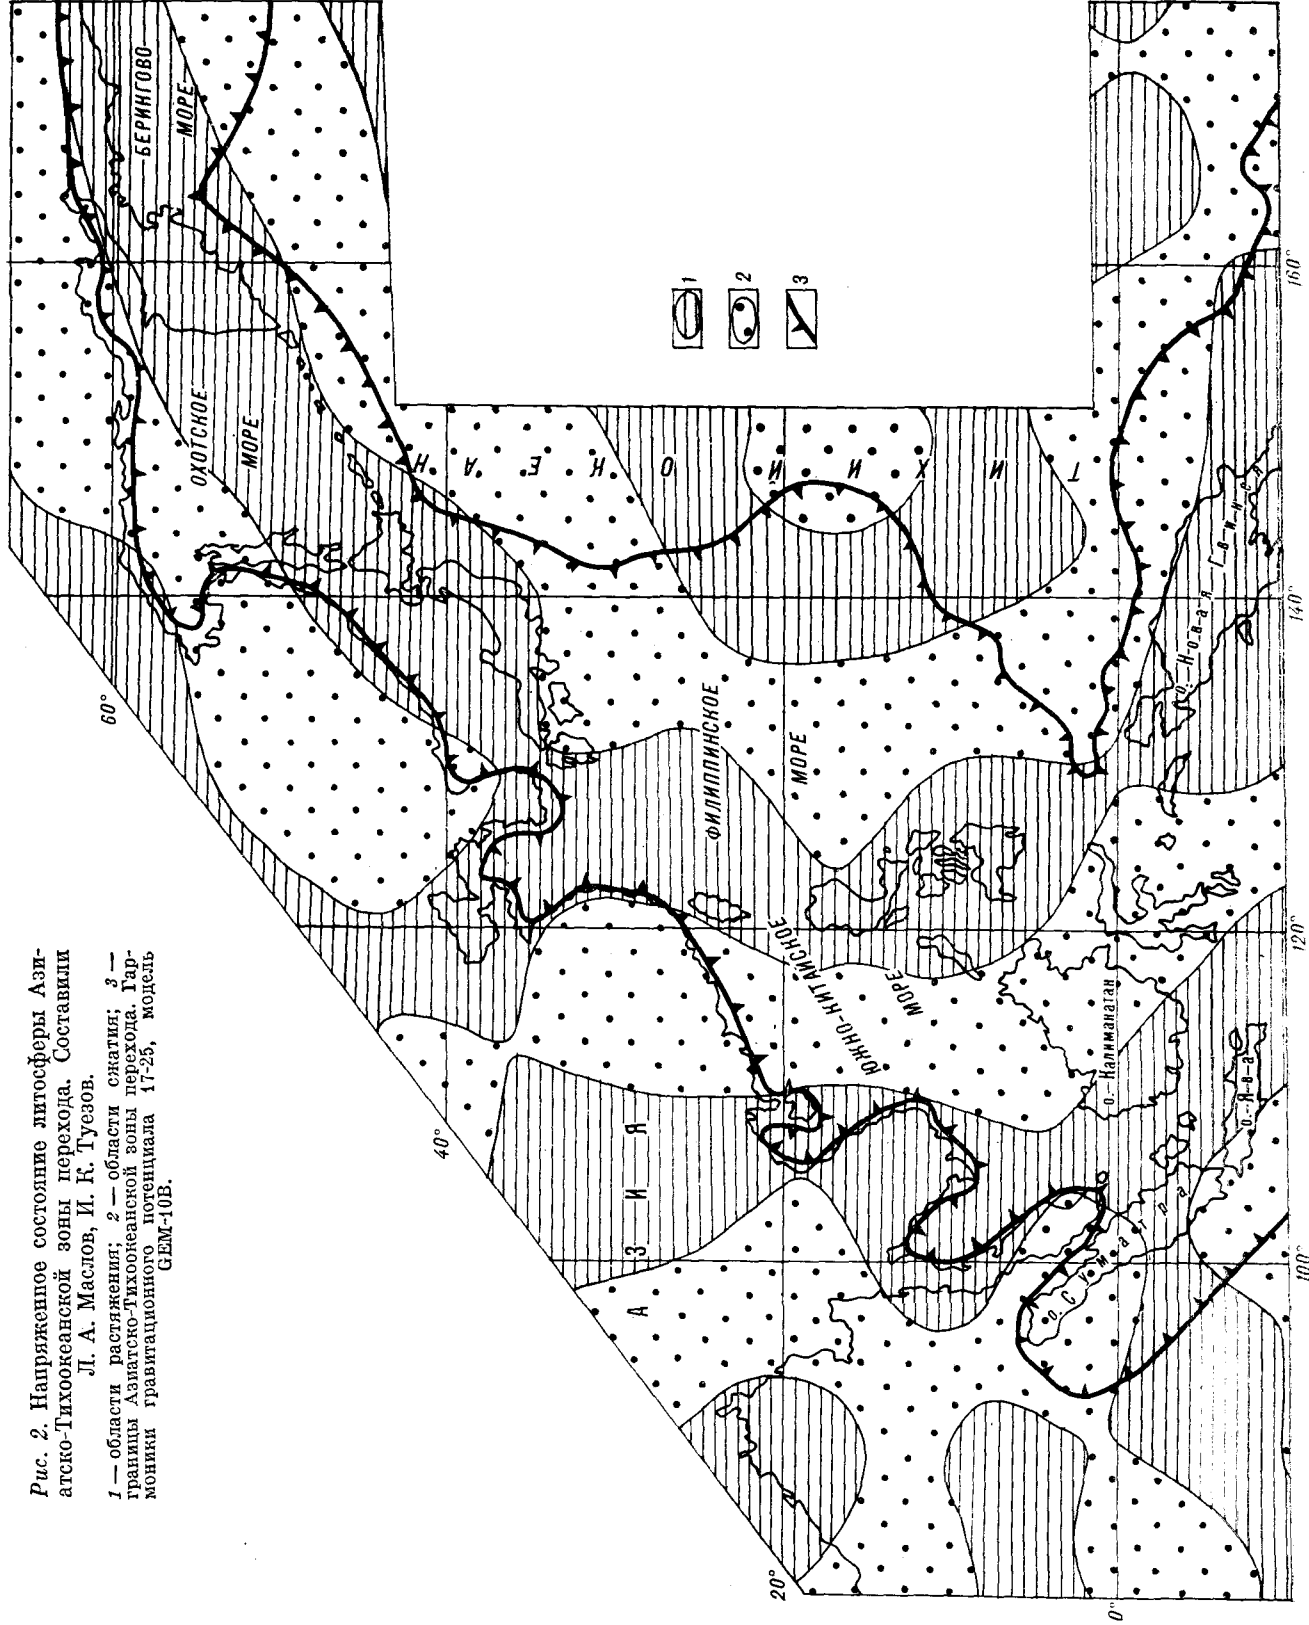 Рис. 2. Напряженное состояние литосферы Ази-
атско-Тихоокеанской зоны перехода. Составили
Л. А. Маслов, И. К. Туезов.
1 — области растяжения; 2 — области сжатия; 3 —
границы Азиатско-Тихоокеанской зоны перехода. Гар-
моники гравитационного потенциала 17-25, модель
GEM-10B.
БЕРИНГОВО
МОРЕ
ОХОТСКОЕ
МОРЕ
60°
40°
20°
0°
АЗИЯ
ТИХИЙ ОКЕАН
ФИЛИППИНСКОЕ
МОРЕ
ЮЖНО-КИТАЙСКОЕ
МОРЕ
о. Калимантан
о. Ява
о. Суматра
о. Новая Гвинея
1
2
3
100°
120°
140°
160°